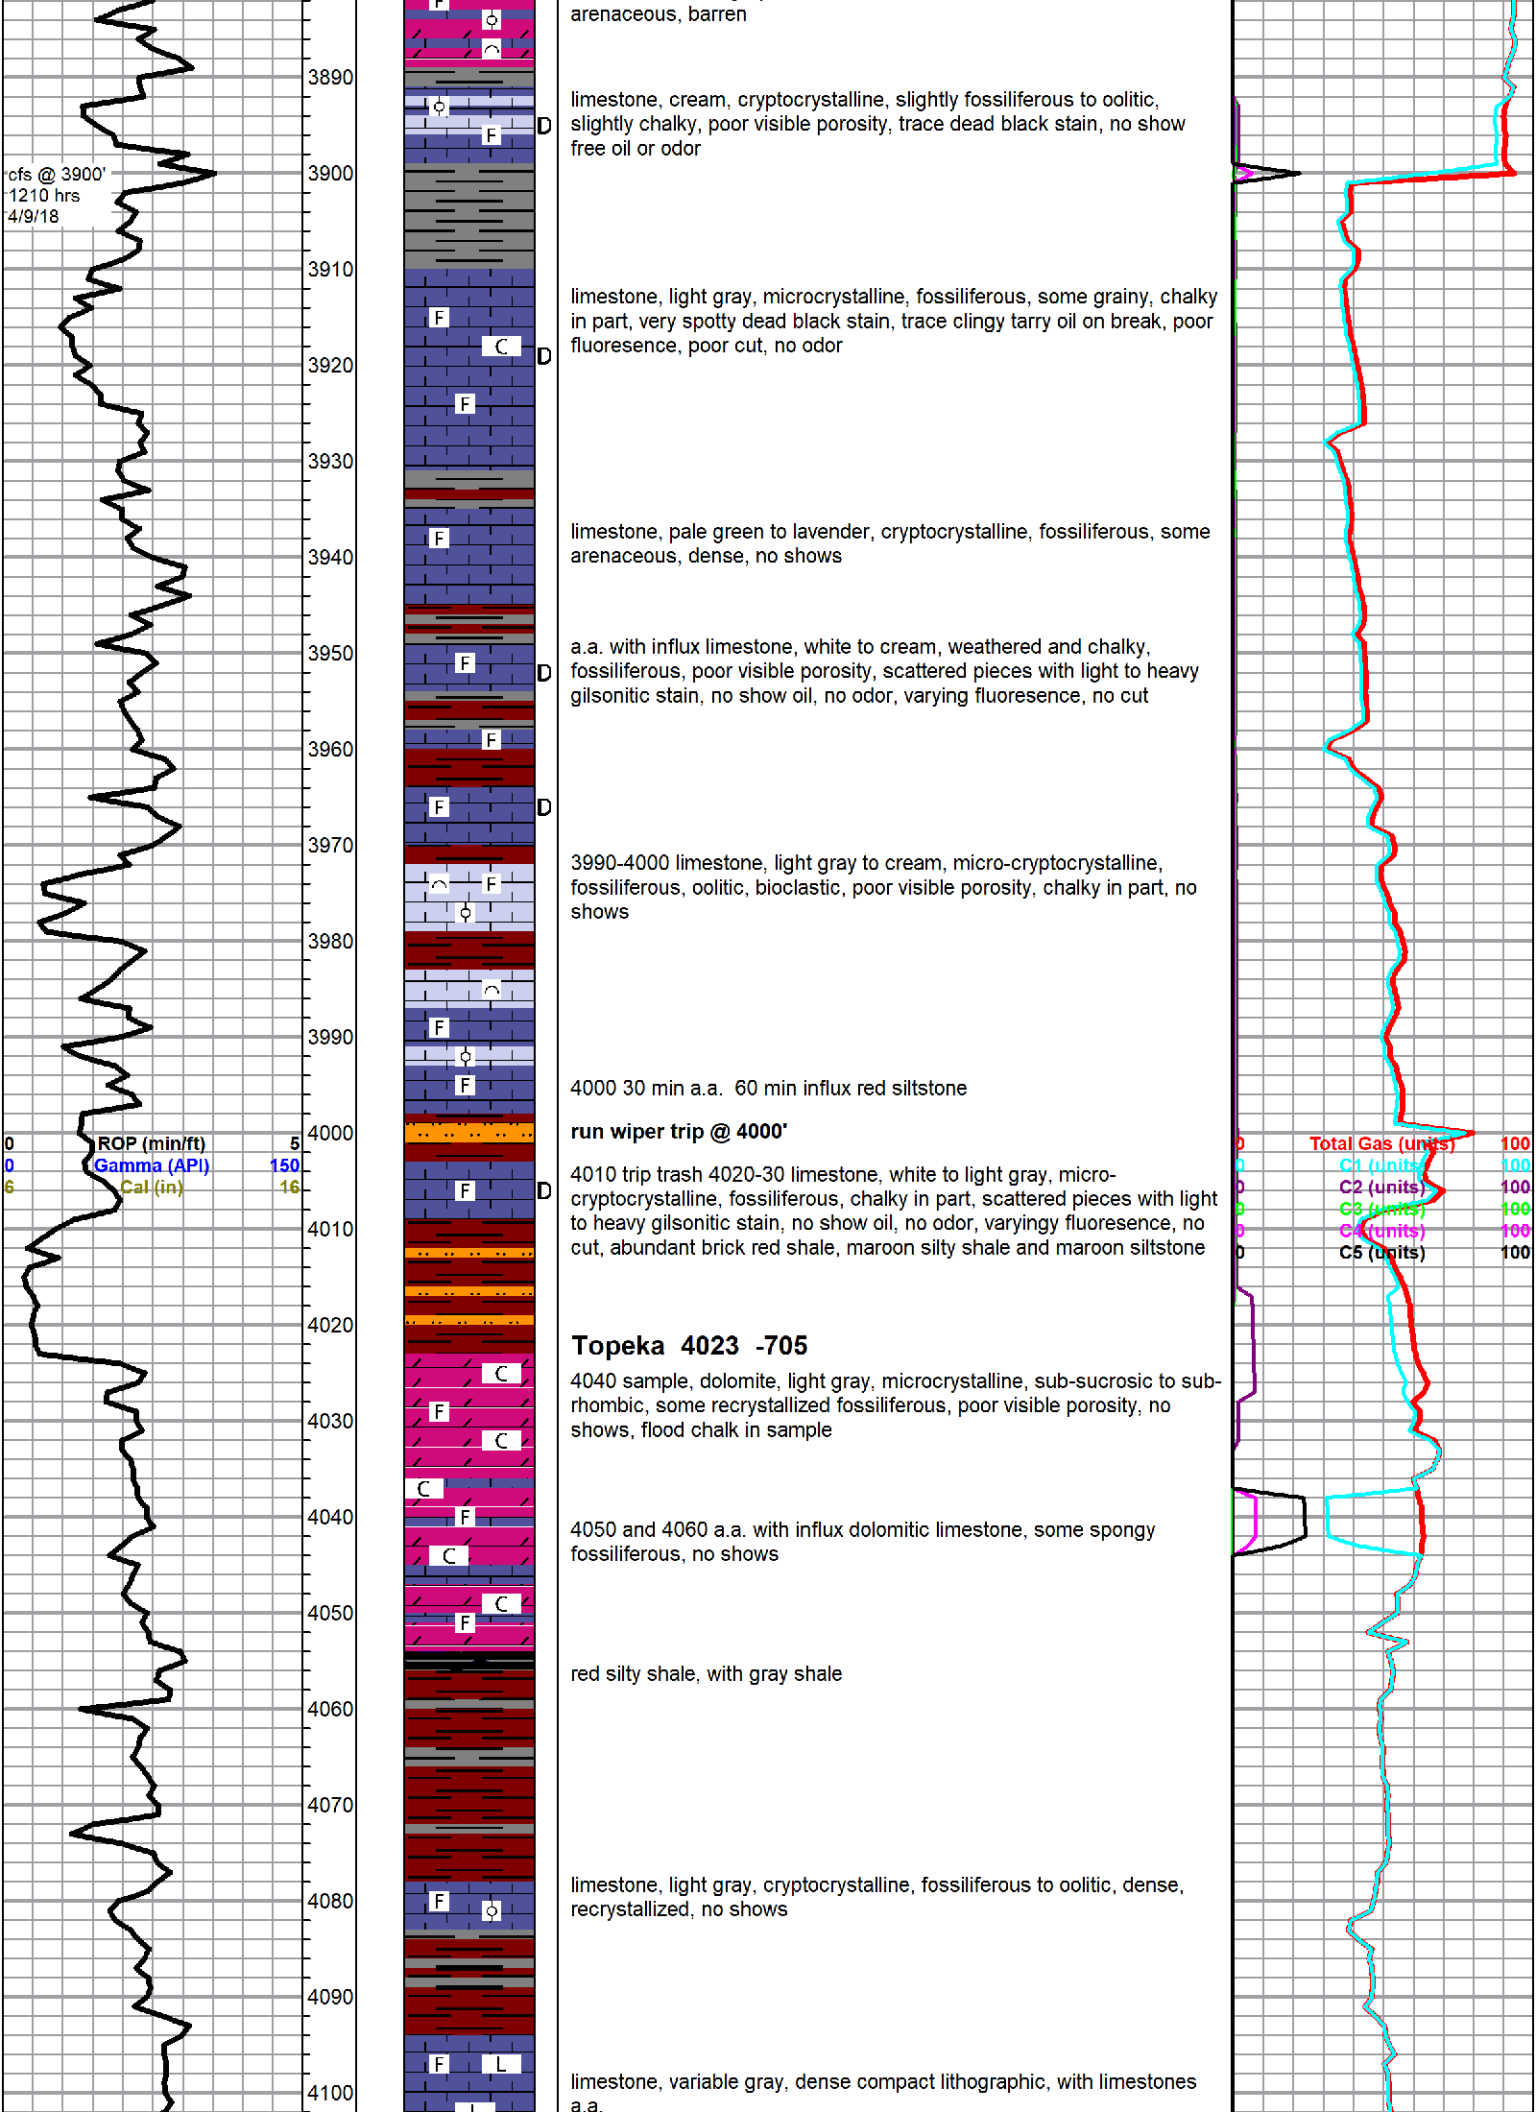 arenaceous, barren
3890
limestone, cream, cryptocrystalline, slightly fossiliferous to oolitic,
slightly chalky, poor visible porosity, trace dead black stain, no show
free oil or odor
F
F
D
3900
cfs @ 3900'
1210 hrs
4/9/18
3910
limestone, light gray, microcrystalline, fossiliferous, some grainy, chalky
in part, very spotty dead black stain, trace clingy tarry oil on break, poor
fluoresence, poor cut, no odor
F
C
D
3920
F
3930
limestone, pale green to lavender, cryptocrystalline, fossiliferous, some
arenaceous, dense, no shows
F
3940
3950
a.a. with influx limestone, white to cream, weathered and chalky,
fossiliferous, poor visible porosity, scattered pieces with light to heavy
gilsonitic stain, no show oil, no odor, varying fluoresence, no cut
F
D
3960
F
F
D
3970
3990-4000 limestone, light gray to cream, micro-cryptocrystalline,
fossiliferous, oolitic, bioclastic, poor visible porosity, chalky in part, no
shows
F
3980
3990
F
F
4000 30 min a.a. 60 min influx red siltstone
4000
run wiper trip @ 4000'
0 ROP (min/ft) 5
0 Gamma (API) 150
6 Cal (in) 16
0 Total Gas (units) 100
0 C1 (units) 100
0 C2 (units) 100
0 C3 (units) 100
0 C4 (units) 100
0 C5 (units) 100
4010 trip trash 4020-30 limestone, white to light gray, micro-
cryptocrystalline, fossiliferous, chalky in part, scattered pieces with light
to heavy gilsonitic stain, no show oil, no odor, varyingy fluoresence, no
cut, abundant brick red shale, maroon silty shale and maroon siltstone
F
D
4010
4020
Topeka 4023 -705
4040 sample, dolomite, light gray, microcrystalline, sub-sucrosic to sub-
rhombic, some recrystallized fossiliferous, poor visible porosity, no
shows, flood chalk in sample
C
F
C
4030
C
F
4040
4050 and 4060 a.a. with influx dolomitic limestone, some spongy
fossiliferous, no shows
C
C
F
4050
red silty shale, with gray shale
4060
4070
limestone, light gray, cryptocrystalline, fossiliferous to oolitic, dense,
recrystallized, no shows
F
4080
4090
F
L
limestone, variable gray, dense compact lithographic, with limestones
a.a.
4100